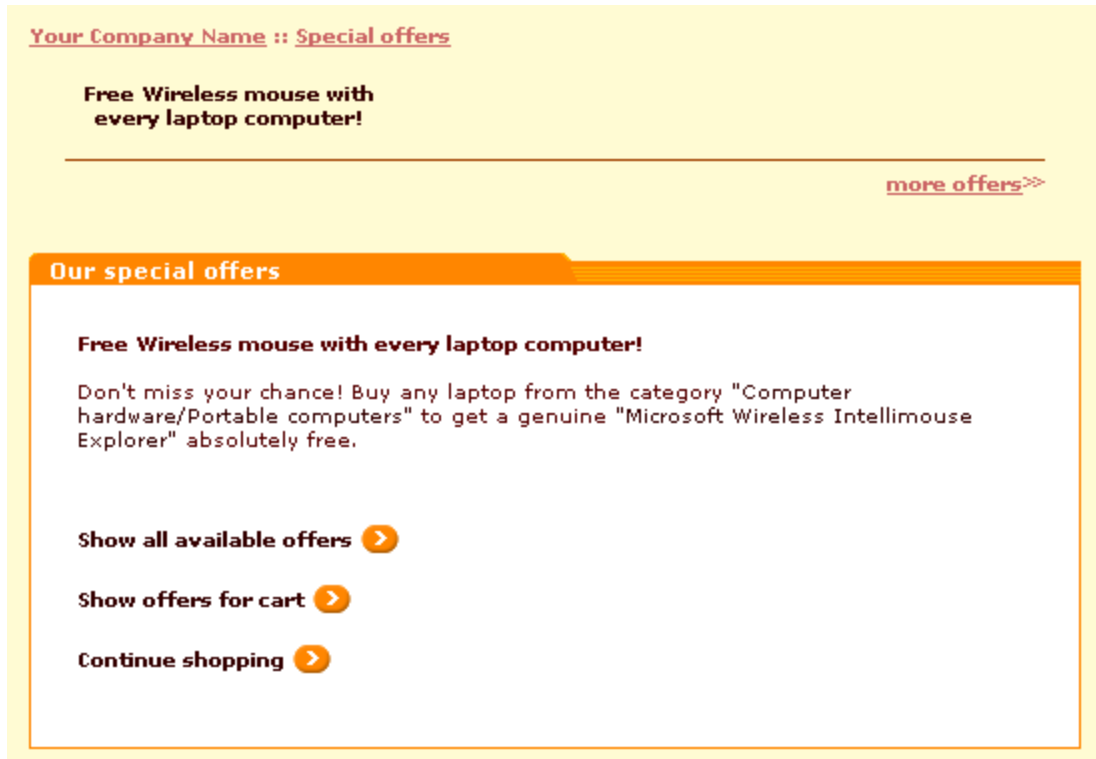 Your Company Name :: Special offers
Free Wireless mouse with
every laptop computer!
more offers>>
Our special offers
Free Wireless mouse with every laptop computer!
Don't miss your chance! Buy any laptop from the category "Computer
hardware/Portable computers" to get a genuine "Microsoft Wireless Intellimouse
Explorer" absolutely free.
Show all available offers
Show offers for cart
Continue shopping